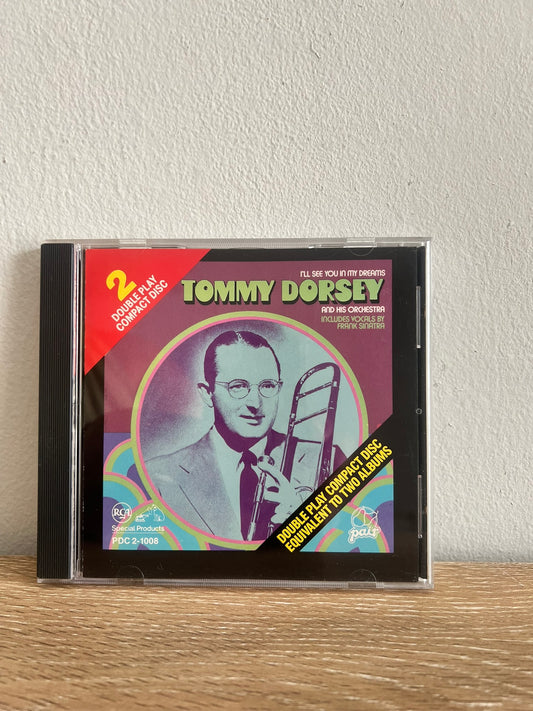 2
DOUBLE PLAY
COMPACT DISC
I'LL SEE YOU IN MY DREAMS
TOMMY DORSEY
AND HIS ORCHESTRA
INCLUDES VOCALS BY
FRANK SINATRA
DOUBLE PLAY COMPACT DISC
EQUIVALENT TO TWO ALBUMS
RCA
Special Products
PDC 2-1008
pair